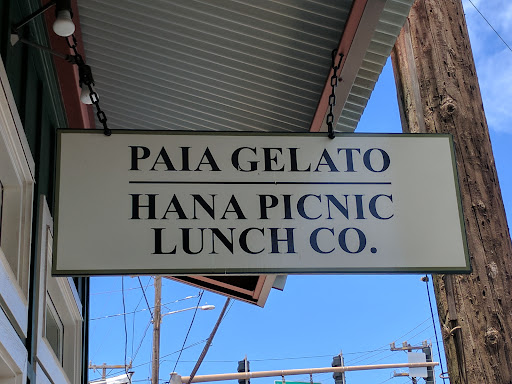 PAIA GELATO
HANA PICNIC
LUNCH CO.